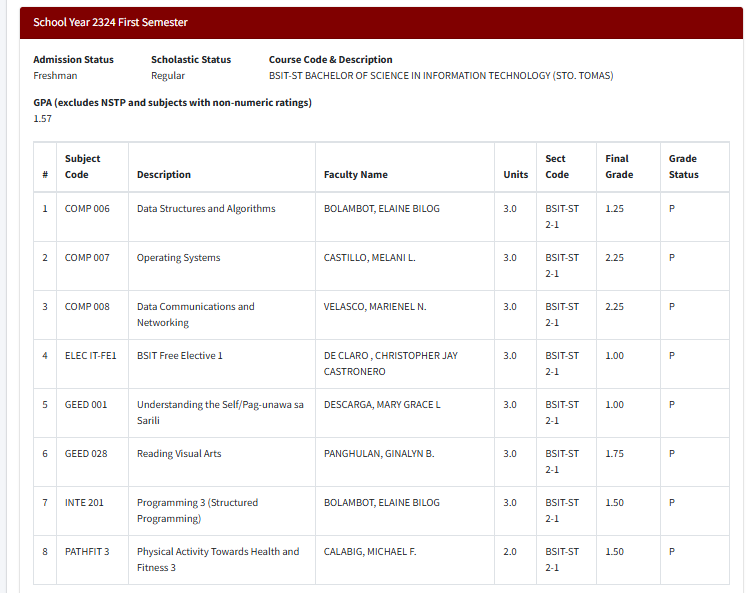 School Year 2324 First Semester
Admission Status Scholastic Status Course Code & Description
Freshman Regular BSIT-ST BACHELOR OF SCIENCE IN INFORMATION TECHNOLOGY (STO. TOMAS)
GPA (excludes NSTP and subjects with non-numeric ratings)
1.57
# Subject Code Description Faculty Name Units Sect Code Final Grade Grade Status
1 COMP 006 Data Structures and Algorithms BOLAMBOT, ELAINE BILOG 3.0 BSIT-ST 2-1 1.25 P
2 COMP 007 Operating Systems CASTILLO, MELANI L. 3.0 BSIT-ST 2-1 2.25 P
3 COMP 008 Data Communications and Networking VELASCO, MARIENEL N. 3.0 BSIT-ST 2-1 2.25 P
4 ELEC IT-FE1 BSIT Free Elective 1 DE CLARO , CHRISTOPHER JAY CASTRONERO 3.0 BSIT-ST 2-1 1.00 P
5 GEED 001 Understanding the Self/Pag-unawa sa Sarili DESCARGA, MARY GRACE L 3.0 BSIT-ST 2-1 1.00 P
6 GEED 028 Reading Visual Arts PANGHULAN, GINALYN B. 3.0 BSIT-ST 2-1 1.75 P
7 INTE 201 Programming 3 (Structured Programming) BOLAMBOT, ELAINE BILOG 3.0 BSIT-ST 2-1 1.50 P
8 PATHFIT 3 Physical Activity Towards Health and Fitness 3 CALABIG, MICHAEL F. 2.0 BSIT-ST 2-1 1.50 P